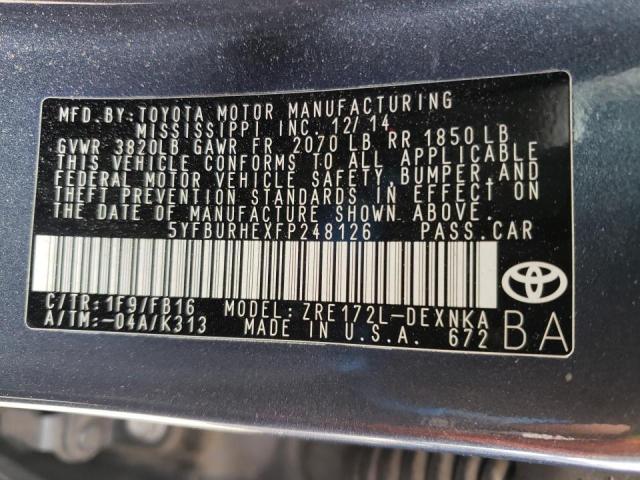 MFD. BY: TOYOTA MOTOR MANUFACTURING
MISSISSIPPI INC. 12/14
GVWR 3820LB GAWR FR 2070 LB RR 1850 LB
THIS VEHICLE CONFORMS TO ALL APPLICABLE
FEDERAL MOTOR VEHICLE SAFETY, BUMPER, AND
THEFT PREVENTION STANDARDS IN EFFECT ON
THE DATE OF MANUFACTURE SHOWN ABOVE.
5YFBURHEXFP248126 PASS. CAR
C/TR: 1F9/FB16 MODEL: ZRE172L-DEXNKA
A/TM: -04A/K313 MADE IN U.S.A. 672
BA